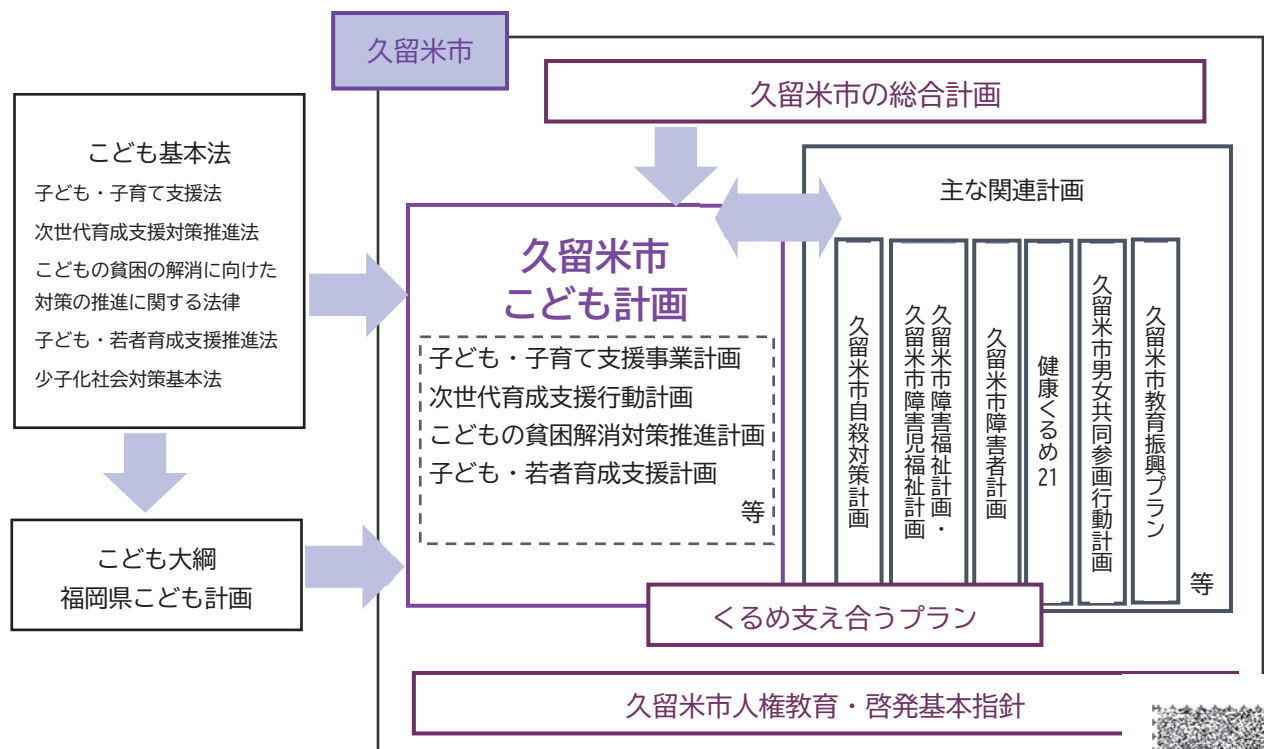 久留米市
久留米市の総合計画
こども基本法
子ども・子育て支援法
次世代育成支援対策推進法
こどもの貧困の解消に向けた
対策の推進に関する法律
子ども・若者育成支援推進法
少子化社会対策基本法
こども大綱
福岡県こども計画
久留米市
こども計画
子ども・子育て支援事業計画
次世代育成支援行動計画
こどもの貧困解消対策推進計画
子ども・若者育成支援計画
等
主な関連計画
久留米市自殺対策計画
久留米市障害福祉計画・
久留米市障害児福祉計画
久留米市障害者計画
健康くるめ21
久留米市男女共同参画行動計画
久留米市教育振興プラン
等
くるめ支え合うプラン
久留米市人権教育・啓発基本指針